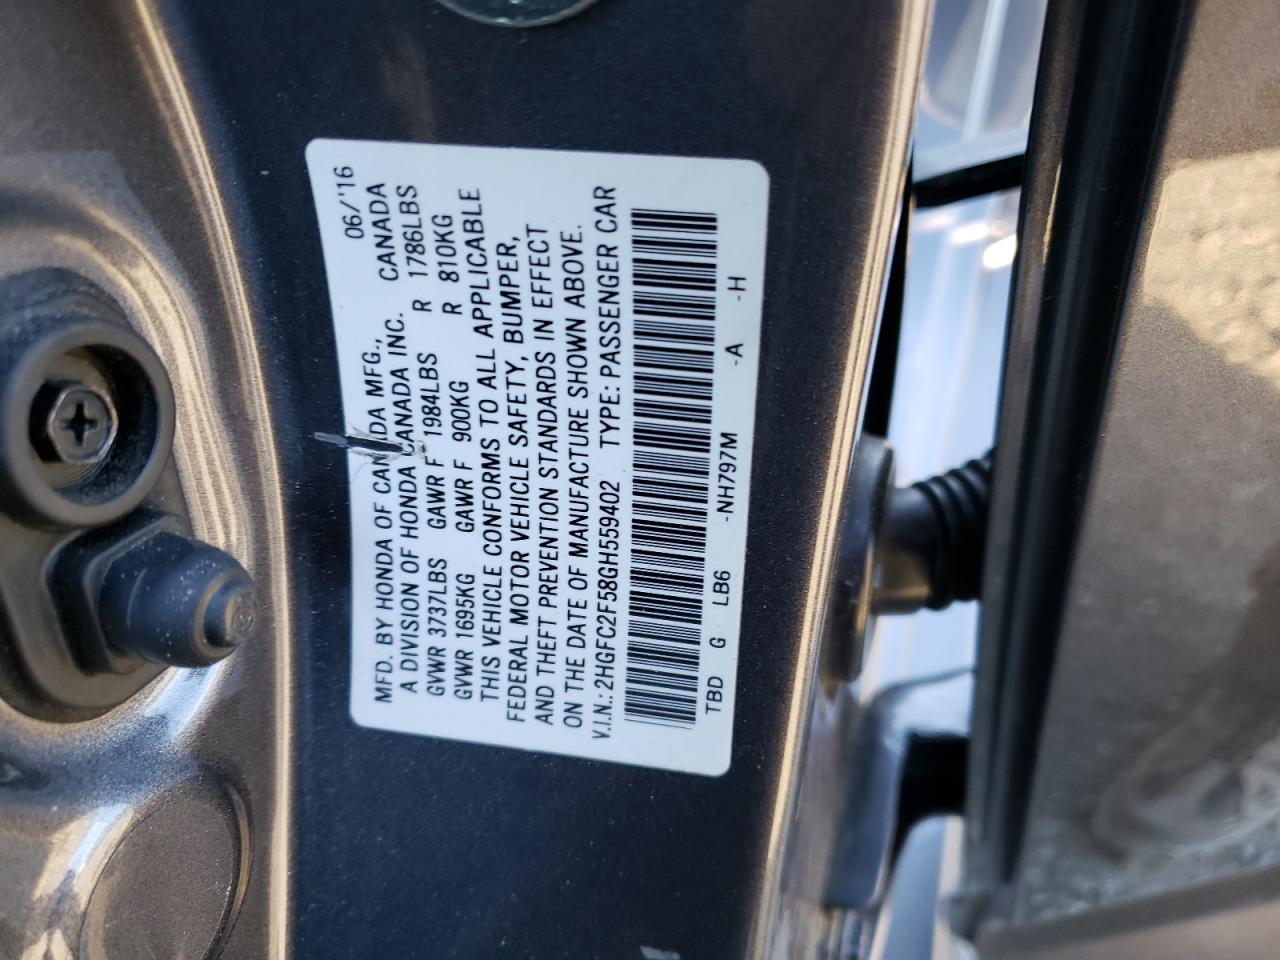 MFD. BY HONDA OF CANADA MFG., 06/'16
A DIVISION OF HONDA CANADA INC. CANADA
GVWR 3737LBS GAWR F 1984LBS R 1786LBS
GVWR 1695KG GAWR F 900KG R 810KG
THIS VEHICLE CONFORMS TO ALL APPLICABLE
FEDERAL MOTOR VEHICLE SAFETY, BUMPER,
AND THEFT PREVENTION STANDARDS IN EFFECT
ON THE DATE OF MANUFACTURE SHOWN ABOVE.
V.I.N.: 2HGFC2F58GH559402 TYPE: PASSENGER CAR
TBD G LB6 -NH797M -A -H